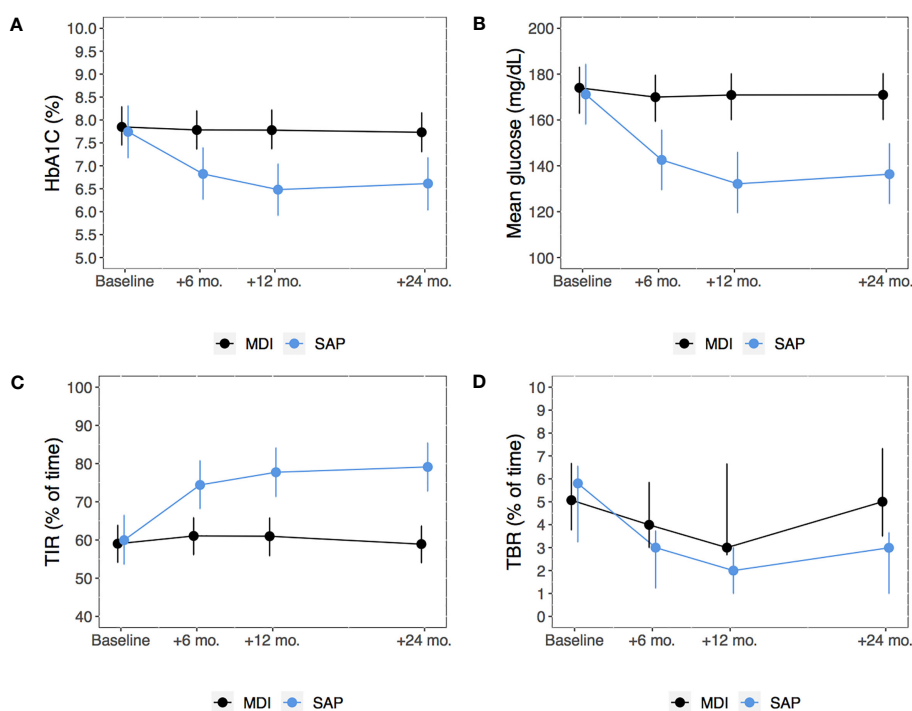 A
HbA1C (%)
10.0
9.5
9.0
8.5
8.0
7.5
7.0
6.5
6.0
5.5
5.0
Baseline +6 mo. +12 mo. +24 mo.
MDI SAP
B
Mean glucose (mg/dL)
200
180
160
140
120
100
Baseline +6 mo. +12 mo. +24 mo.
MDI SAP
C
TIR (% of time)
100
90
80
70
60
50
40
Baseline +6 mo. +12 mo. +24 mo.
MDI SAP
D
TBR (% of time)
10
9
8
7
6
5
4
3
2
1
0
Baseline +6 mo. +12 mo. +24 mo.
MDI SAP